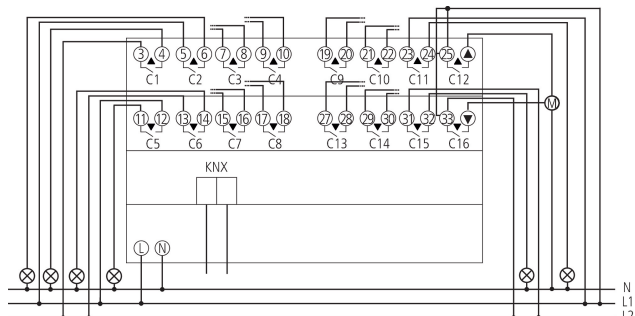 3 4 5 6 7 8 9 10 19 20 21 22 23 24 25
C1 C2 C3 C4 C9 C10 C11 C12
M
11 12 13 14 15 16 17 18 27 28 29 30 31 32 33
C5 C6 C7 C8 C13 C14 C15 C16
KNX
L N
N
L1
L2